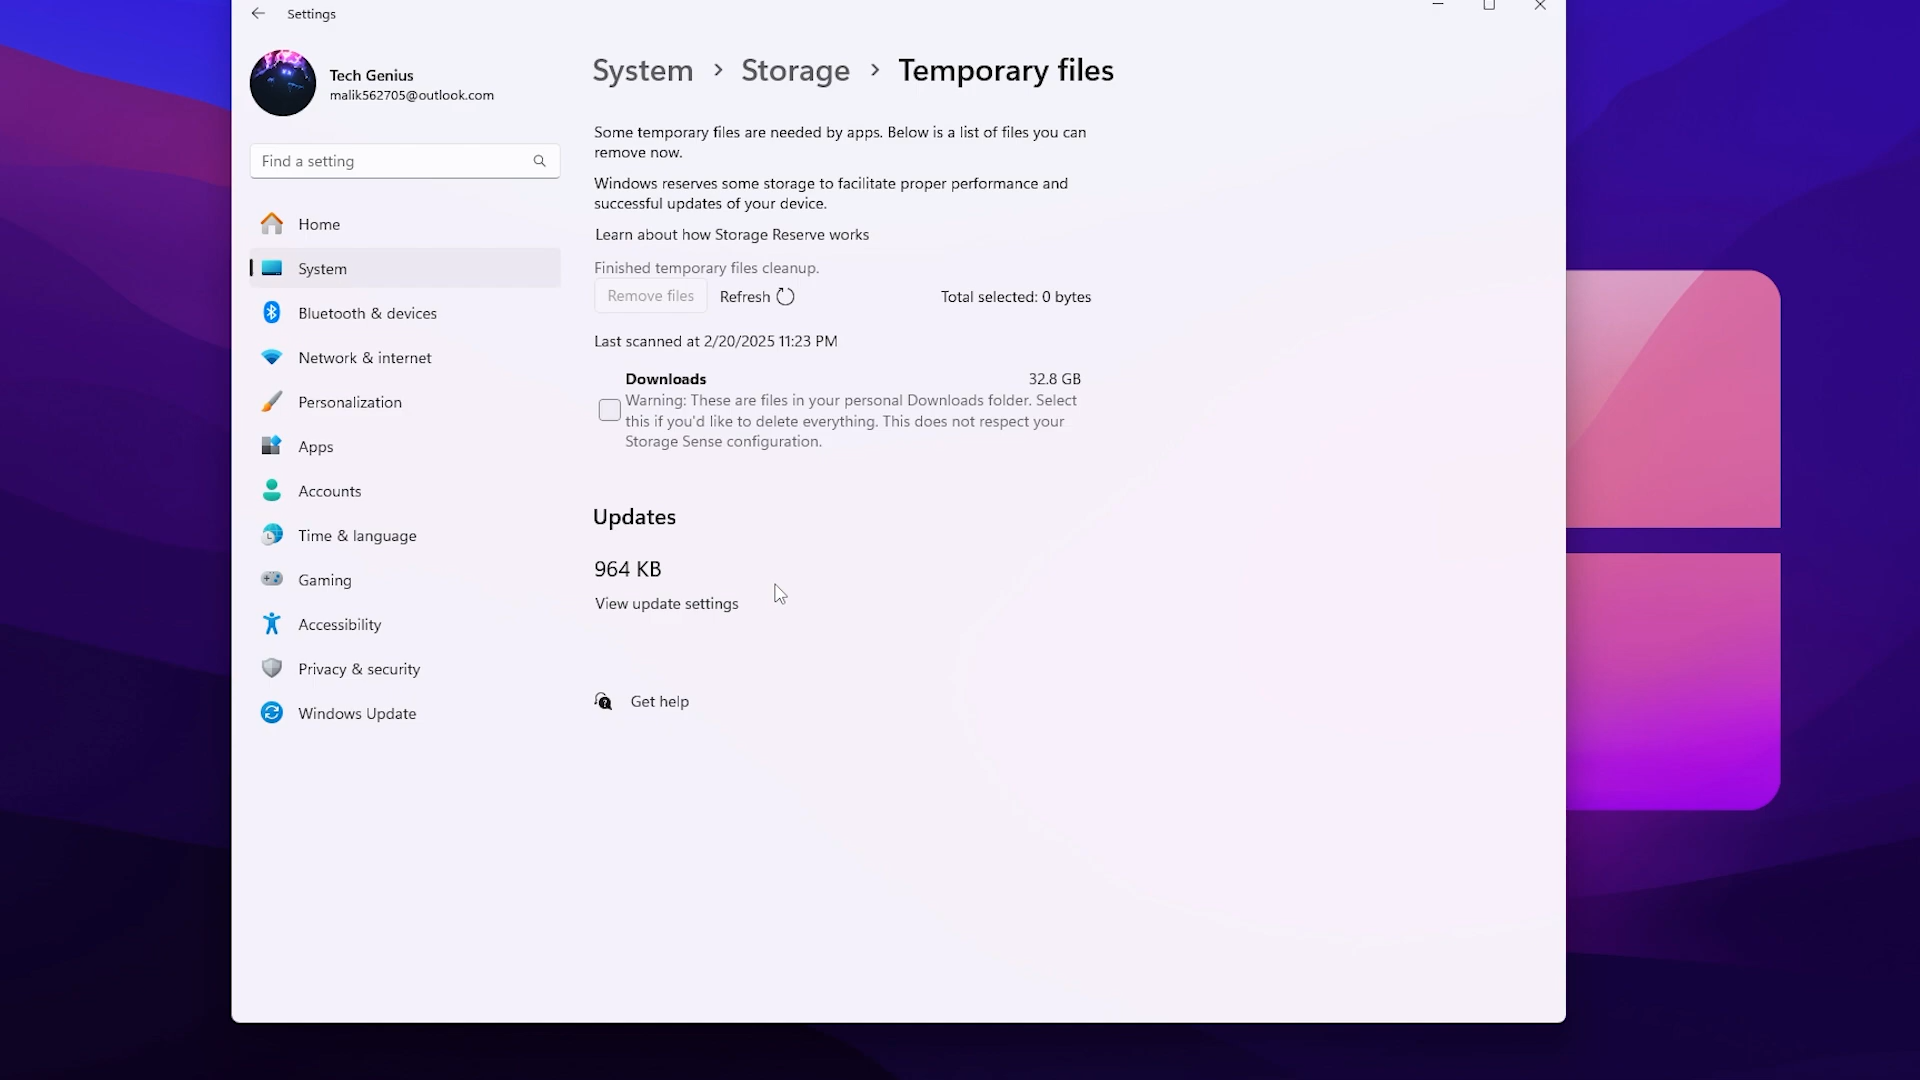 Settings
Tech Genius
malik562705@outlook.com
Find a setting
Home
System
Bluetooth & devices
Network & internet
Personalization
Apps
Accounts
Time & language
Gaming
Accessibility
Privacy & security
Windows Update
System > Storage > Temporary files
Some temporary files are needed by apps. Below is a list of files you can
remove now.
Windows reserves some storage to facilitate proper performance and
successful updates of your device.
Learn about how Storage Reserve works
Finished temporary files cleanup.
Remove files Refresh Total selected: 0 bytes
Last scanned at 2/20/2025 11:23 PM
Downloads 32.8 GB
Warning: These are files in your personal Downloads folder. Select
this if you'd like to delete everything. This does not respect your
Storage Sense configuration.
Updates
964 KB
View update settings
Get help